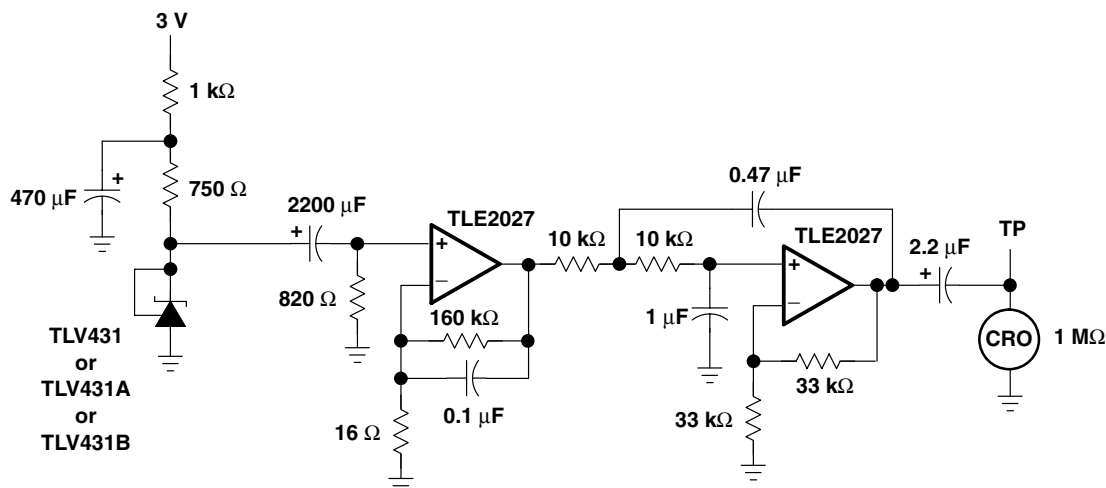 3 V
1 kΩ
470 μF
+
750 Ω
2200 μF
+
820 Ω
TLV431
or
TLV431A
or
TLV431B
TLE2027
+
−
160 kΩ
0.1 μF
16 Ω
10 kΩ
10 kΩ
0.47 μF
1 μF
TLE2027
+
−
33 kΩ
33 kΩ
2.2 μF
+
TP
CRO
1 MΩ